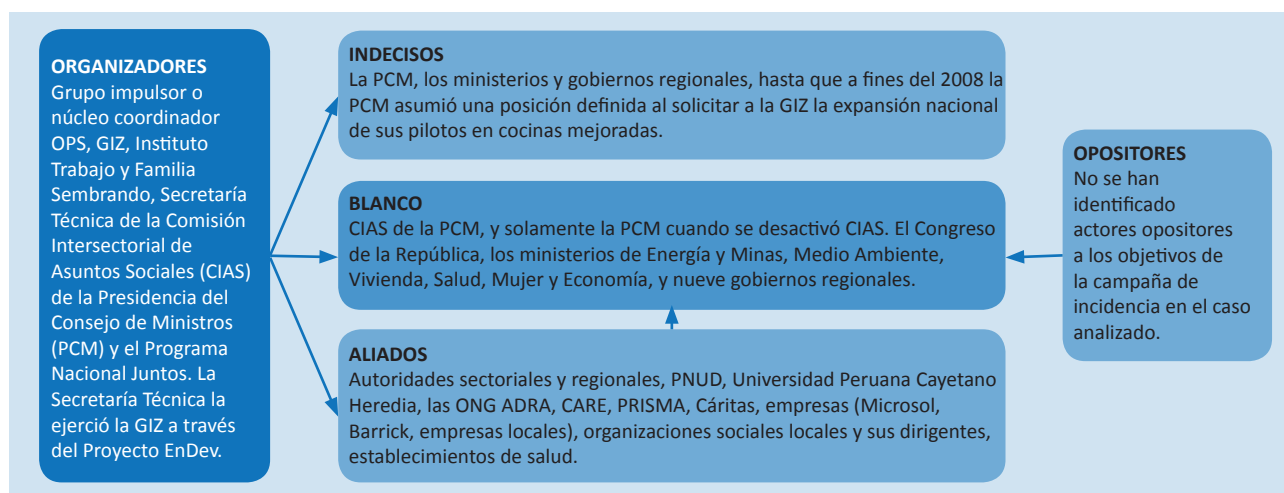 ORGANIZADORES
Grupo impulsor o
núcleo coordinador
OPS, GIZ, Instituto
Trabajo y Familia
Sembrando, Secretaría
Técnica de la Comisión
Intersectorial de
Asuntos Sociales (CIAS)
de la Presidencia del
Consejo de Ministros
(PCM) y el Programa
Nacional Juntos. La
Secretaría Técnica la
ejerció la GIZ a través
del Proyecto EnDev.
INDECISOS
La PCM, los ministerios y gobiernos regionales, hasta que a fines del 2008 la
PCM asumió una posición definida al solicitar a la GIZ la expansión nacional
de sus pilotos en cocinas mejoradas.
BLANCO
CIAS de la PCM, y solamente la PCM cuando se desactivó CIAS. El Congreso
de la República, los ministerios de Energía y Minas, Medio Ambiente,
Vivienda, Salud, Mujer y Economía, y nueve gobiernos regionales.
ALIADOS
Autoridades sectoriales y regionales, PNUD, Universidad Peruana Cayetano
Heredia, las ONG ADRA, CARE, PRISMA, Cáritas, empresas (Microsol,
Barrick, empresas locales), organizaciones sociales locales y sus dirigentes,
establecimientos de salud.
OPOSITORES
No se han
identificado
actores opositores
a los objetivos de
la campaña de
incidencia en el caso
analizado.